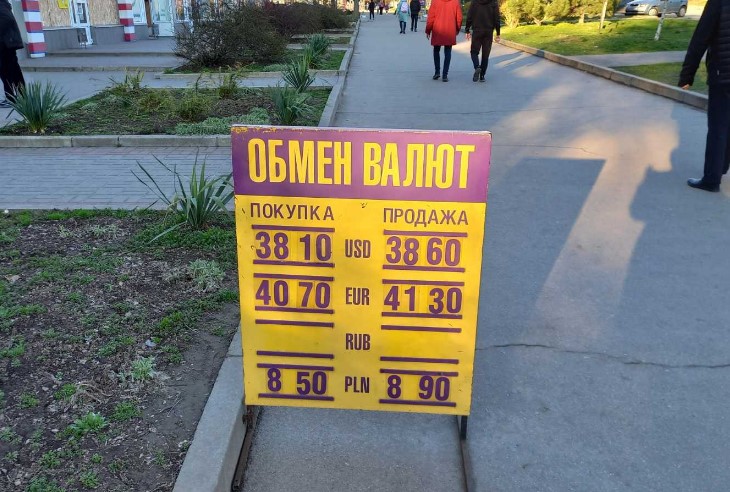 ОБМЕН ВАЛЮТ
ПОКУПКА ПРОДАЖА
38 10 USD 38 60
40 70 EUR 41 30
RUB
8 50 PLN 8 90